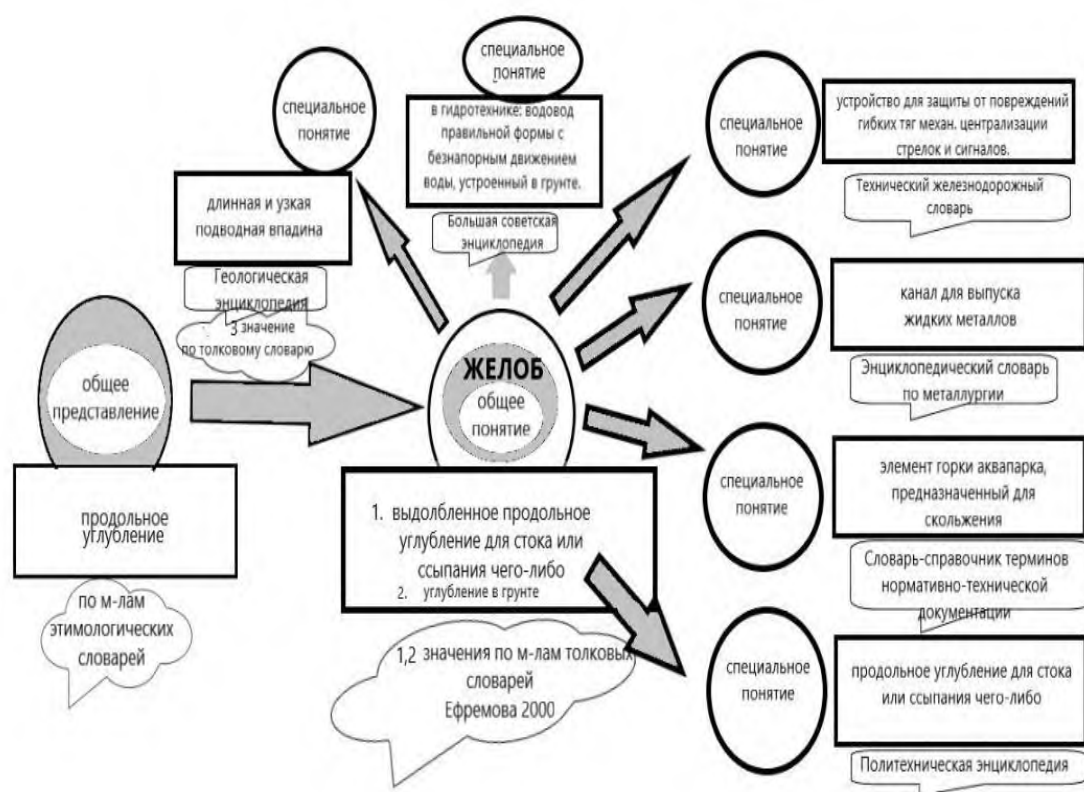 общее
представление
продольное
углубление
по м-лам
этимологических
словарей
специальное
понятие
длинная и узкая
подводная впадина
Геологическая
энциклопедия
3 значение
по толковому словарю
специальное
понятие
в гидротехнике: водовод
правильной формы с
безнапорным движением
воды, устроенный в грунте.
Большая советская
энциклопедия
ЖЕЛОБ
общее
понятие
1. выдолбленное продольное
углубление для стока или
ссыпания чего-либо
2. углубление в грунте
1,2 значения по м-лам толковых
словарей
Ефремова 2000
специальное
понятие
устройство для защиты от повреждений
гибких тяг механ. централизации
стрелок и сигналов.
Технический железнодорожный
словарь
специальное
понятие
канал для выпуска
жидких металлов
Энциклопедический словарь
по металлургии
специальное
понятие
элемент горки аквапарка,
предназначенный для
скольжения
Словарь-справочник терминов
нормативно-технической
документации
специальное
понятие
продольное углубление для стока
или ссыпания чего-либо
Политехническая энциклопедия